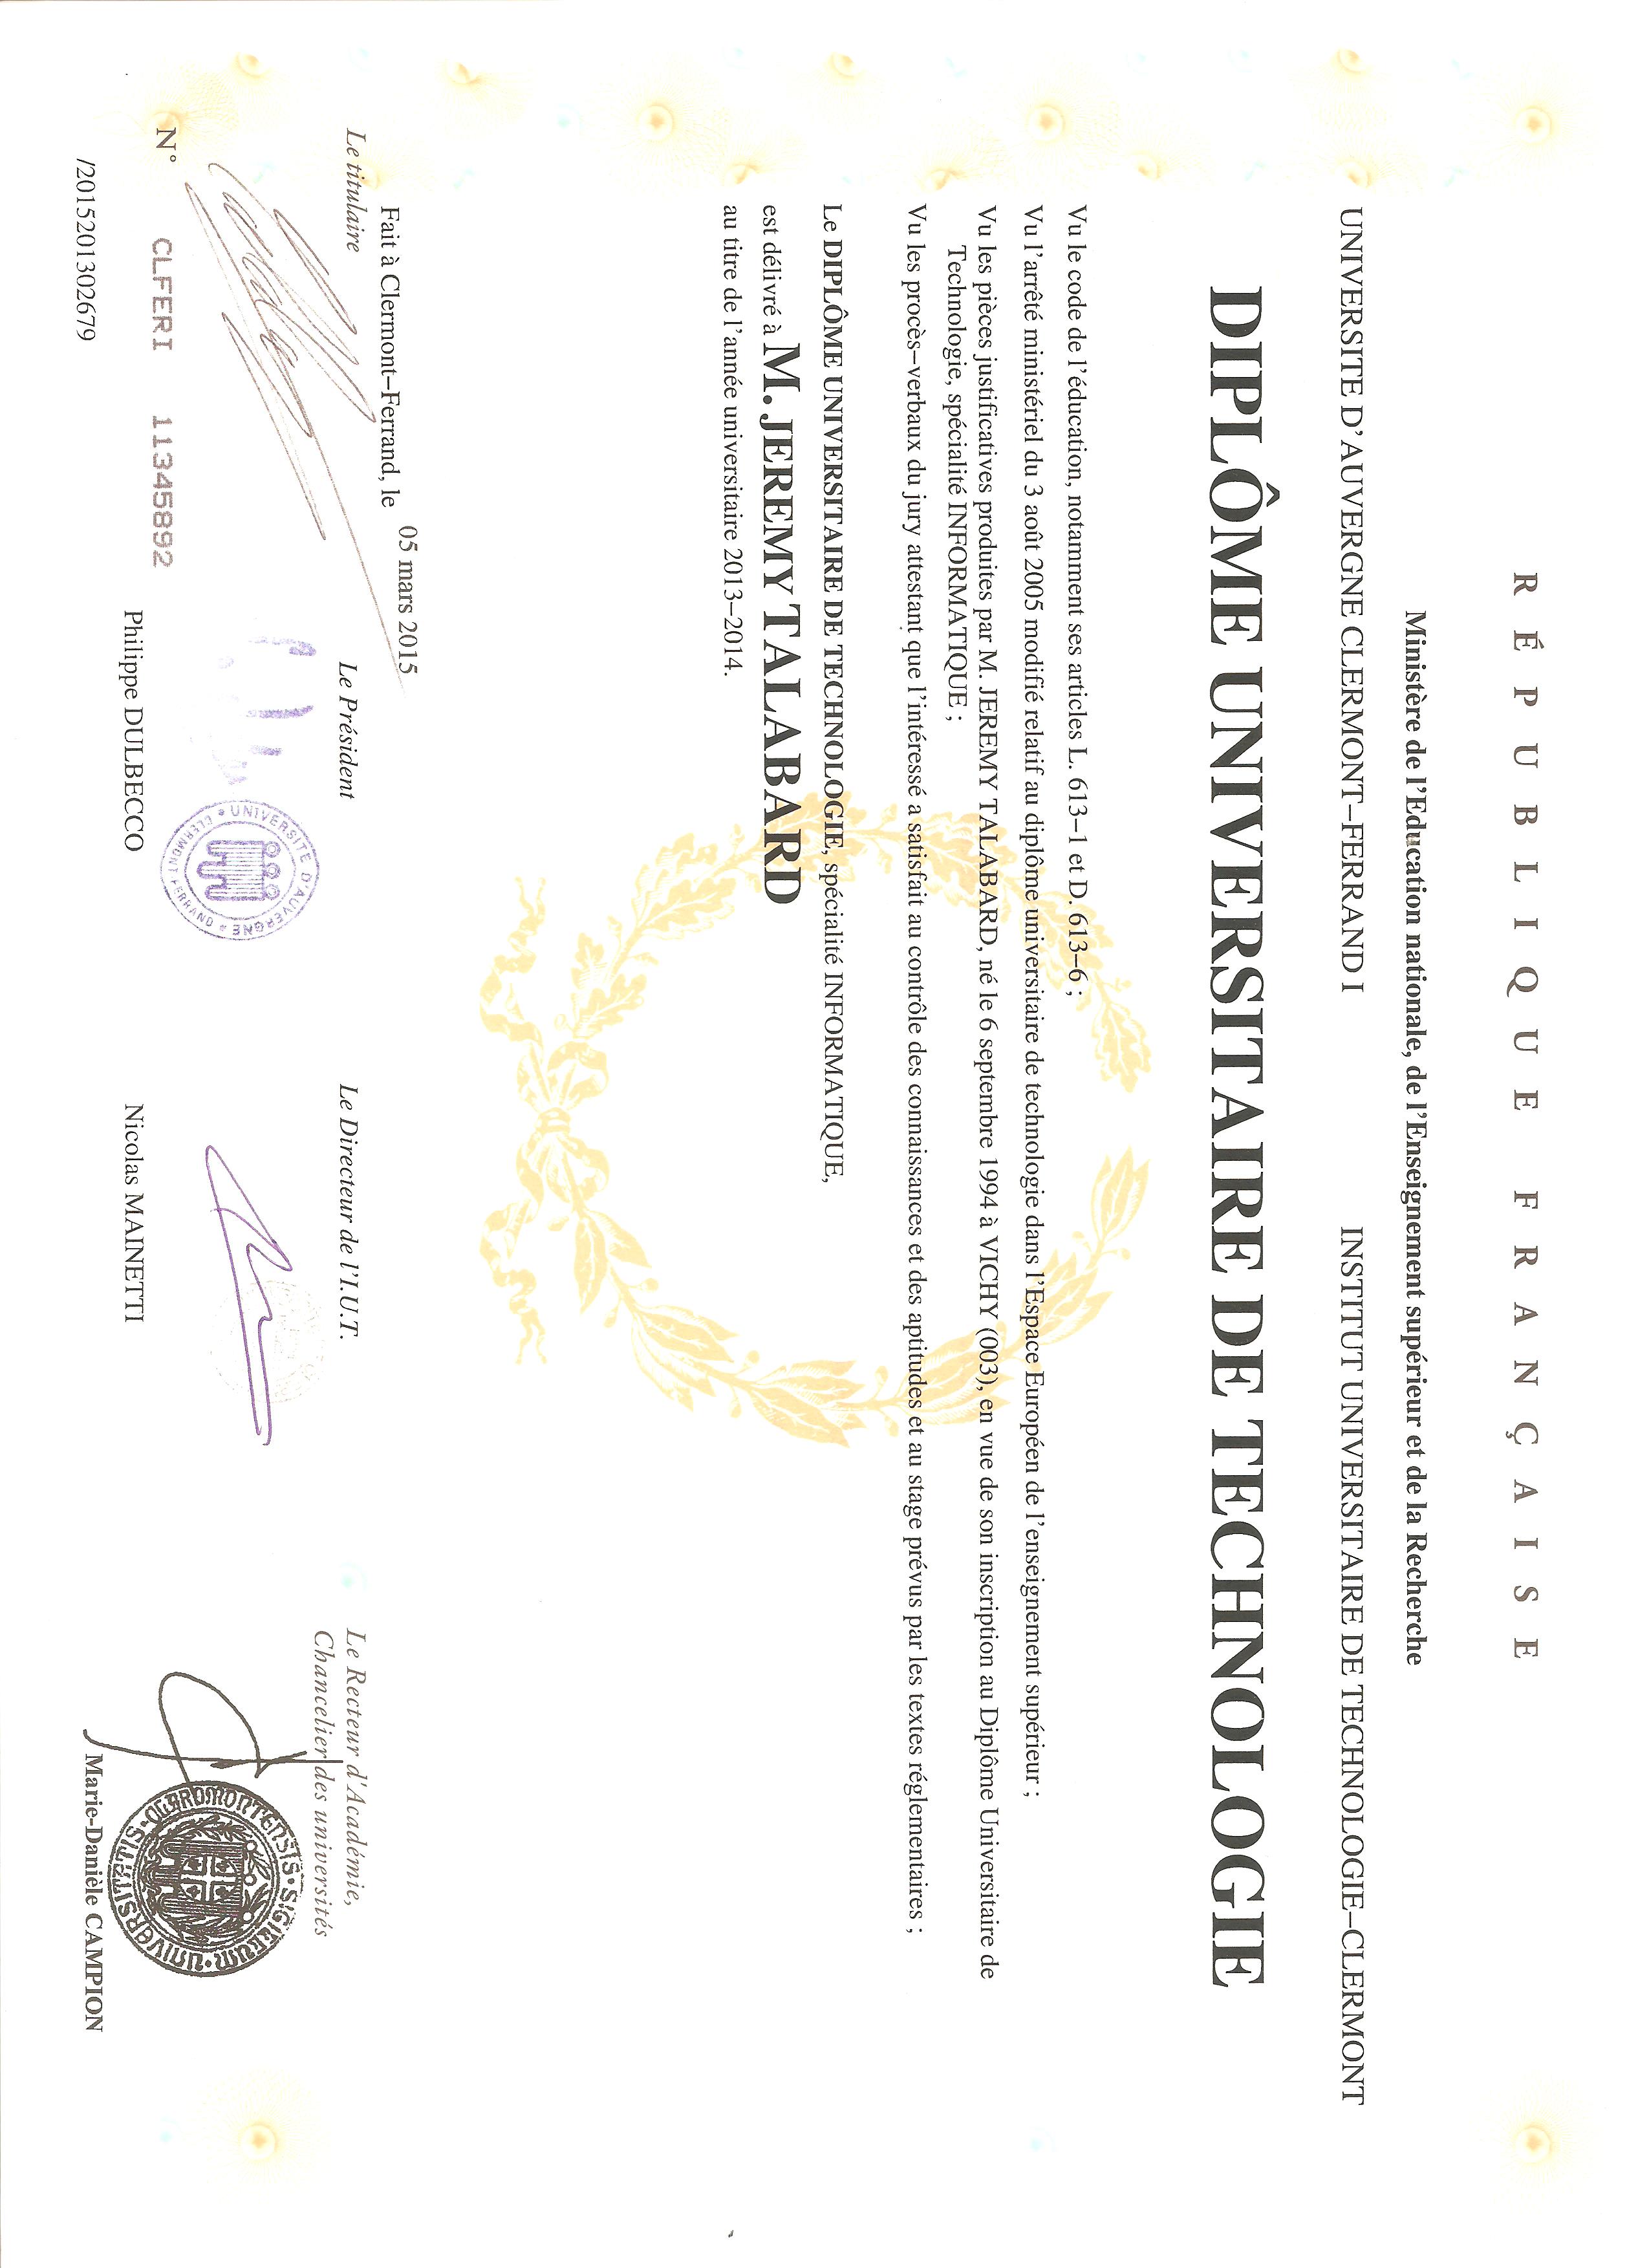 RÉPUBLIQUE FRANÇAISE
Ministère de l'Education nationale, de l'Enseignement supérieur et de la Recherche
UNIVERSITE D'AUVERGNE CLERMONT–FERRAND I
INSTITUT UNIVERSITAIRE DE TECHNOLOGIE–CLERMONT
DIPLÔME UNIVERSITAIRE DE TECHNOLOGIE
Vu le code de l'éducation, notamment ses articles L. 613–1 et D. 613–6 ;
Vu l'arrêté ministériel du 3 août 2005 modifié relatif au diplôme universitaire de technologie dans l'Espace Européen de l'enseignement supérieur ;
Vu les pièces justificatives produites par M. JEREMY TALABARD, né le 6 septembre 1994 à VICHY (003), en vue de son inscription au Diplôme Universitaire de
Technologie, spécialité INFORMATIQUE ;
Vu les procès–verbaux du jury attestant que l'intéressé a satisfait au contrôle des connaissances et des aptitudes et au stage prévus par les textes réglementaires ;
Le DIPLÔME UNIVERSITAIRE DE TECHNOLOGIE, spécialité INFORMATIQUE,
est délivré à M. JEREMY TALABARD
au titre de l'année universitaire 2013–2014.
Fait à Clermont–Ferrand, le 05 mars 2015
Le titulaire
Le Président
Le Directeur de l'I.U.T.
Le Recteur d'Académie,
Chancelier des universités
UNIVERSITE D'AUVERGNE * CLERMONT FERRAND *
N° CLFERI 11345892
Philippe DULBECCO
Nicolas MAINETTI
Marie-Danièle CAMPION
/2015201302679